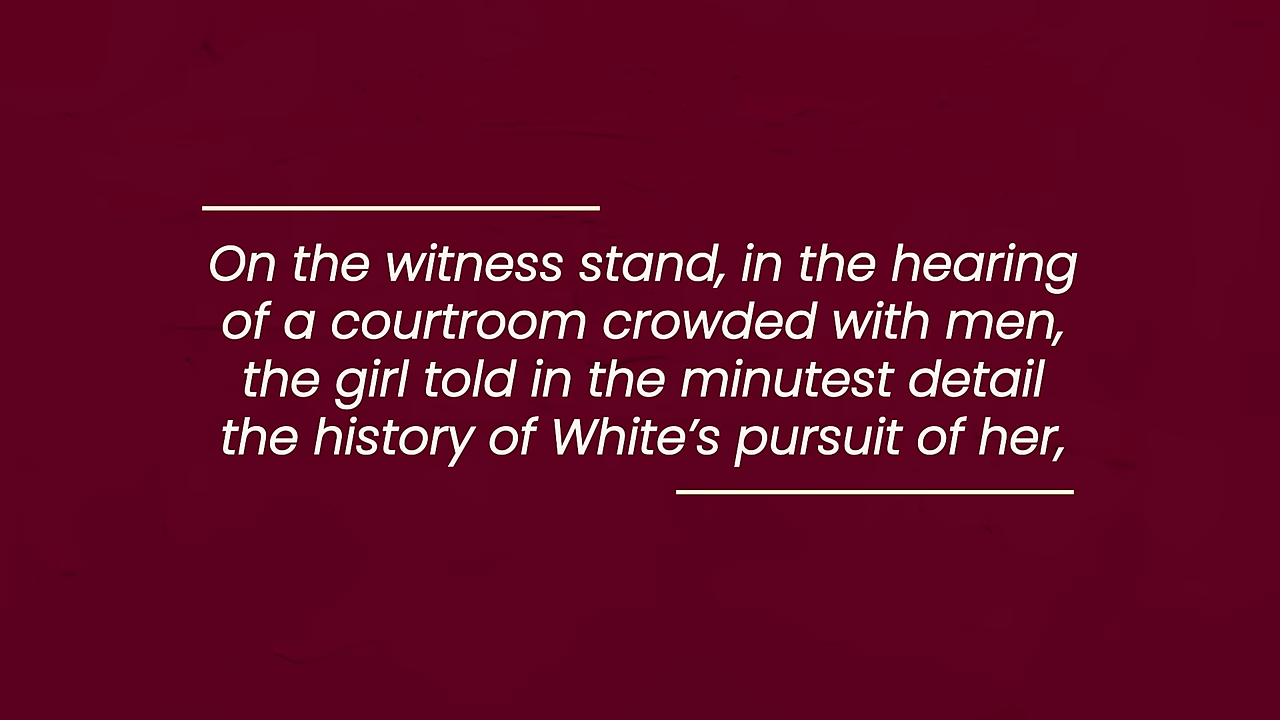 On the witness stand, in the hearing
of a courtroom crowded with men,
the girl told in the minutest detail
the history of White’s pursuit of her,